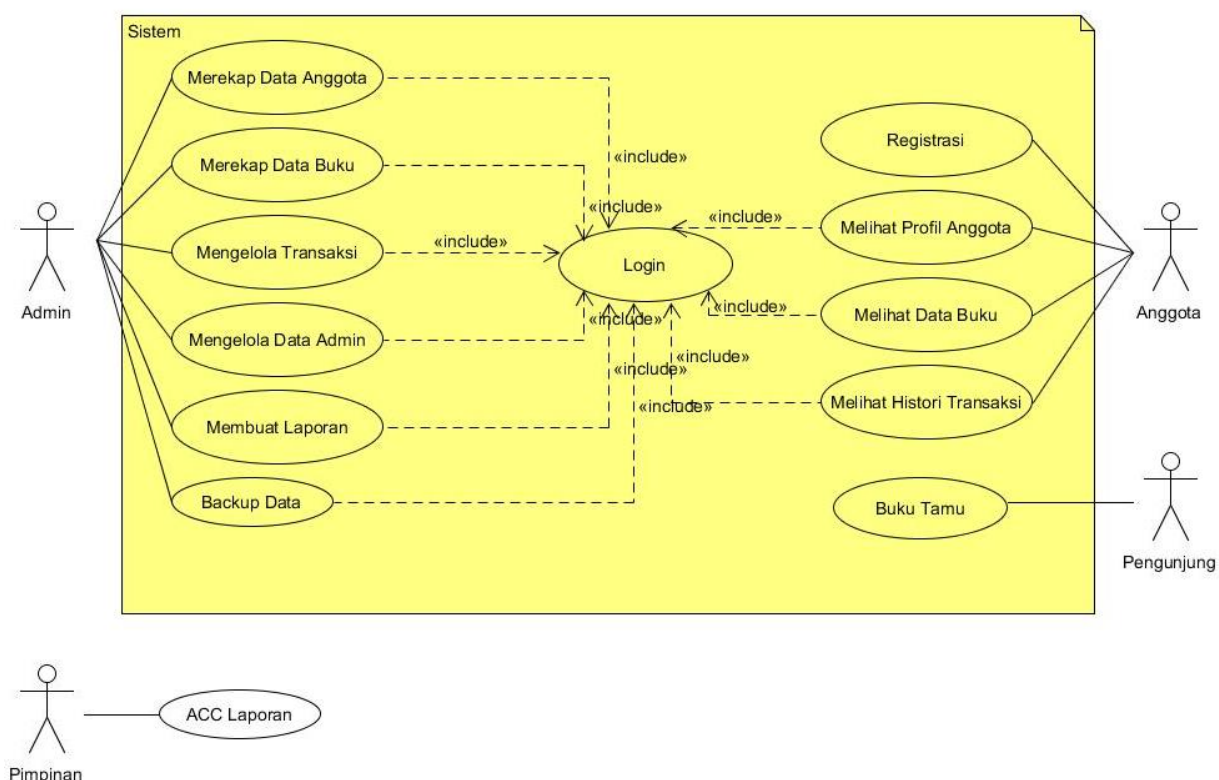 Sistem
Merekap Data Anggota
«include»
Merekap Data Buku
«include»
Mengelola Transaksi
«include»
Mengelola Data Admin
«include»
Membuat Laporan
«include»
Backup Data
«include»
Login
Registrasi
Melihat Profil Anggota
«include»
Melihat Data Buku
«include»
Melihat Histori Transaksi
«include»
Buku Tamu
Admin
Anggota
Pengunjung
ACC Laporan
Pimpinan